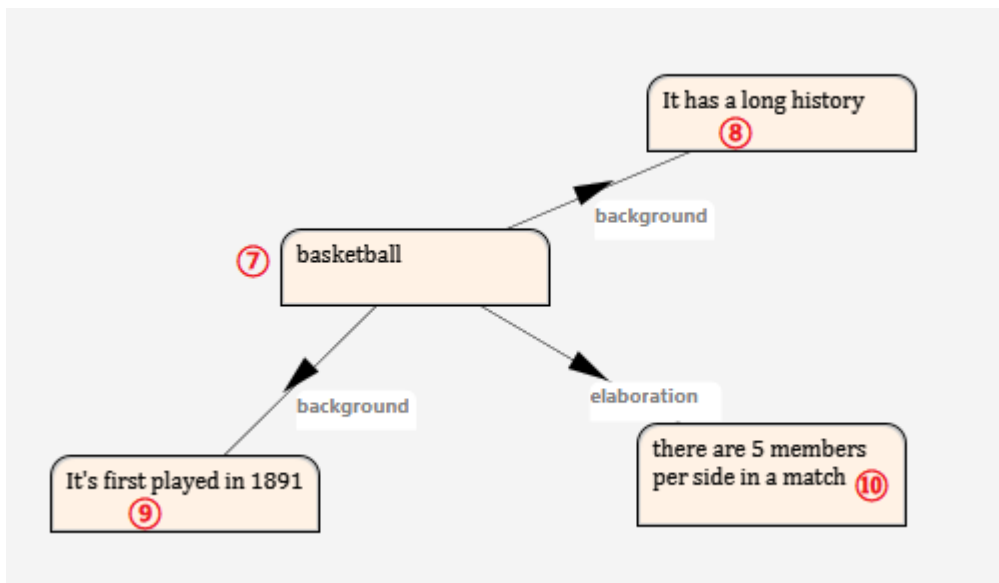 It has a long history
⑧
background
⑦ basketball
background
elaboration
It's first played in 1891
⑨
there are 5 members
per side in a match ⑩